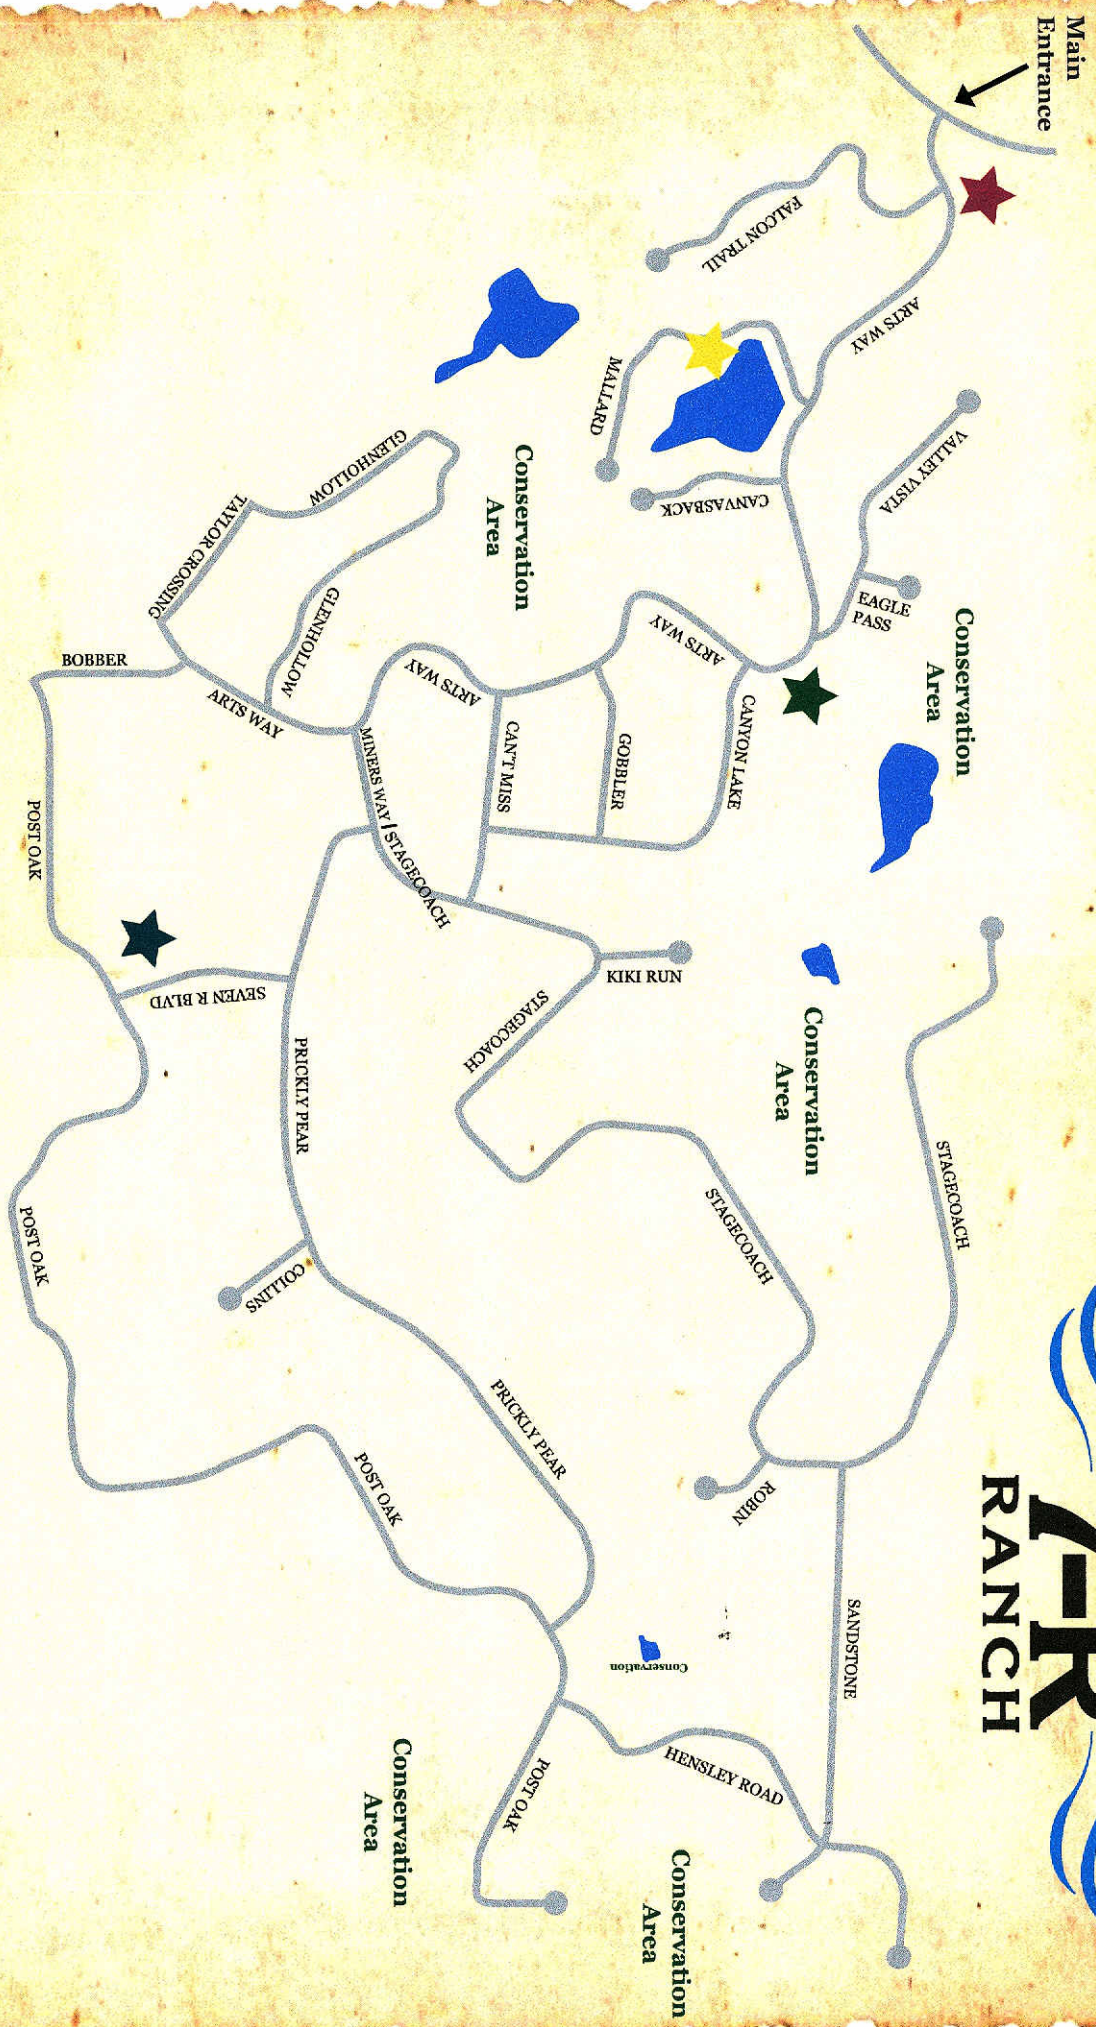 Main
Entrance
FALCON TRAIL
ARTS WAY
MALLARD
VALLEY VISTA
CANVASBACK
EAGLE
PASS
Conservation
Area
GLENHOLLOW
TAYLOR CROSSING
GLENHOLLOW
ARTS WAY
Conservation
Area
BOBBER
ARTS WAY
ARTS WAY
CANYON LAKE
GOBBLER
CAN'T MISS
MINERS WAY/STAGECOACH
POST OAK
KIKI RUN
SEVEN R BLVD
STAGECOACH
PRICKLY PEAR
Conservation
Area
STAGECOACH
STAGECOACH
POST OAK
COLLINS
PRICKLY PEAR
POST OAK
ROBIN
7-R
RANCH
SANDSTONE
Conservation
HENSLEY ROAD
POST OAK
Conservation
Area
Conservation
Area